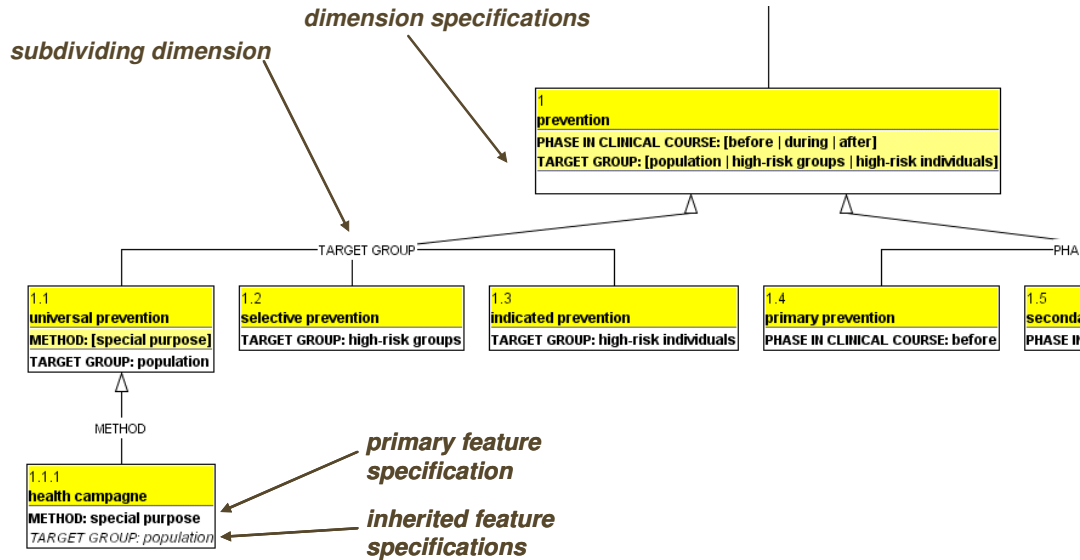 dimension specifications
subdividing dimension
1
prevention
PHASE IN CLINICAL COURSE: [before | during | after]
TARGET GROUP: [population | high-risk groups | high-risk individuals]
TARGET GROUP
PHA
1.1
universal prevention
METHOD: [special purpose]
TARGET GROUP: population
1.2
selective prevention
TARGET GROUP: high-risk groups
1.3
indicated prevention
TARGET GROUP: high-risk individuals
1.4
primary prevention
PHASE IN CLINICAL COURSE: before
1.5
seconda
PHASE IN
METHOD
1.1.1
health campagne
METHOD: special purpose
TARGET GROUP: population
primary feature
specification
inherited feature
specifications